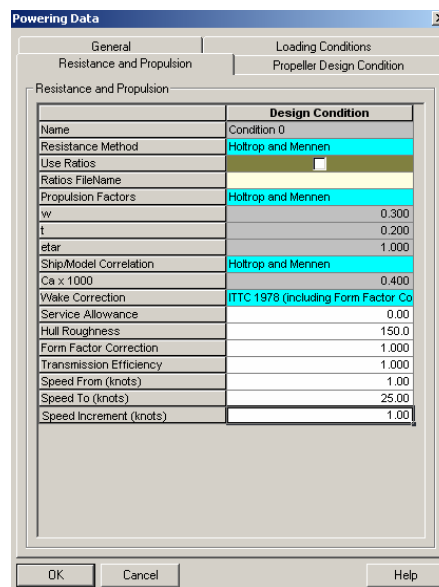 Powering Data
General Loading Conditions
Resistance and Propulsion Propeller Design Condition
Resistance and Propulsion
Design Condition
Name Condition 0
Resistance Method Holtrop and Mennen
Use Ratios
Ratios FileName
Propulsion Factors Holtrop and Mennen
w 0.300
t 0.200
etar 1.000
Ship/Model Correlation Holtrop and Mennen
Ca x 1000 0.400
Wake Correction ITTC 1978 (including Form Factor Co
Service Allowance 0.00
Hull Roughness 150.0
Form Factor Correction 1.000
Transmission Efficiency 1.000
Speed From (knots) 1.00
Speed To (knots) 25.00
Speed Increment (knots) 1.00
OK Cancel Help